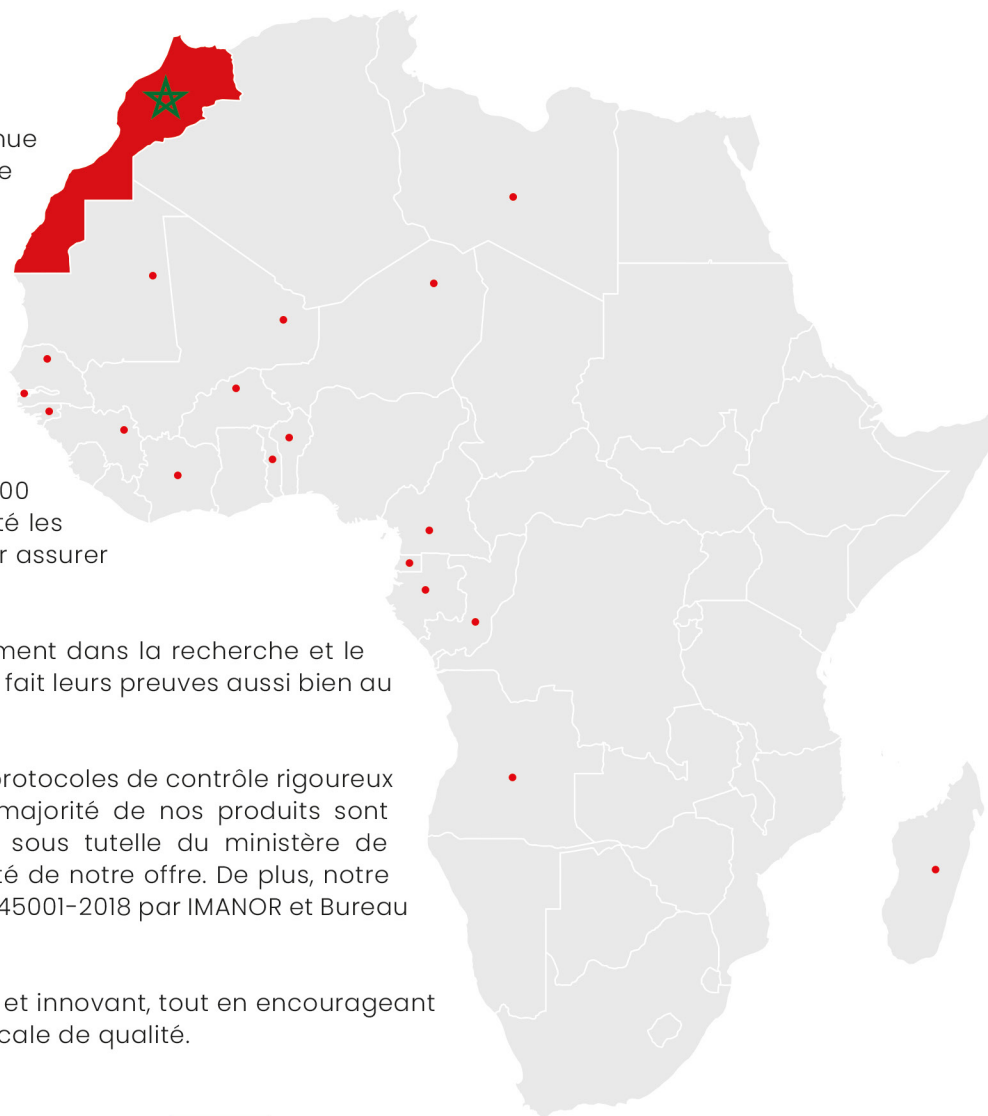 nue
e
00
té les
r assurer
ment dans la recherche et le
fait leurs preuves aussi bien au
protocoles de contrôle rigoureux
majorité de nos produits sont
sous tutelle du ministère de
té de notre offre. De plus, notre
45001-2018 par IMANOR et Bureau
et innovant, tout en encourageant
cale de qualité.